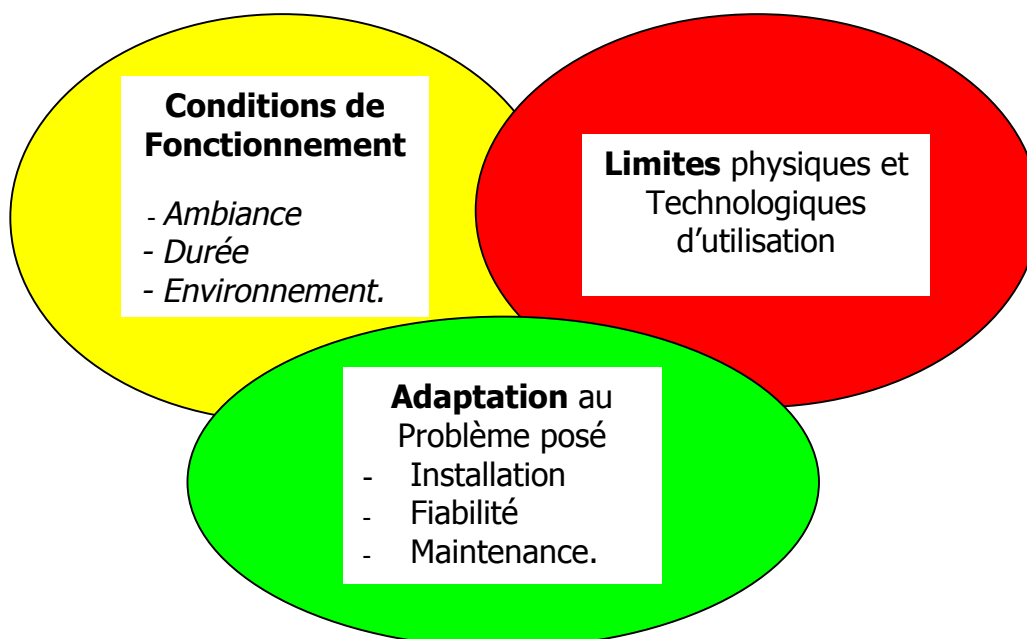 Conditions de
Fonctionnement
- Ambiance
- Durée
- Environnement.
Limites physiques et
Technologiques
d’utilisation
Adaptation au
Problème posé
- Installation
- Fiabilité
- Maintenance.